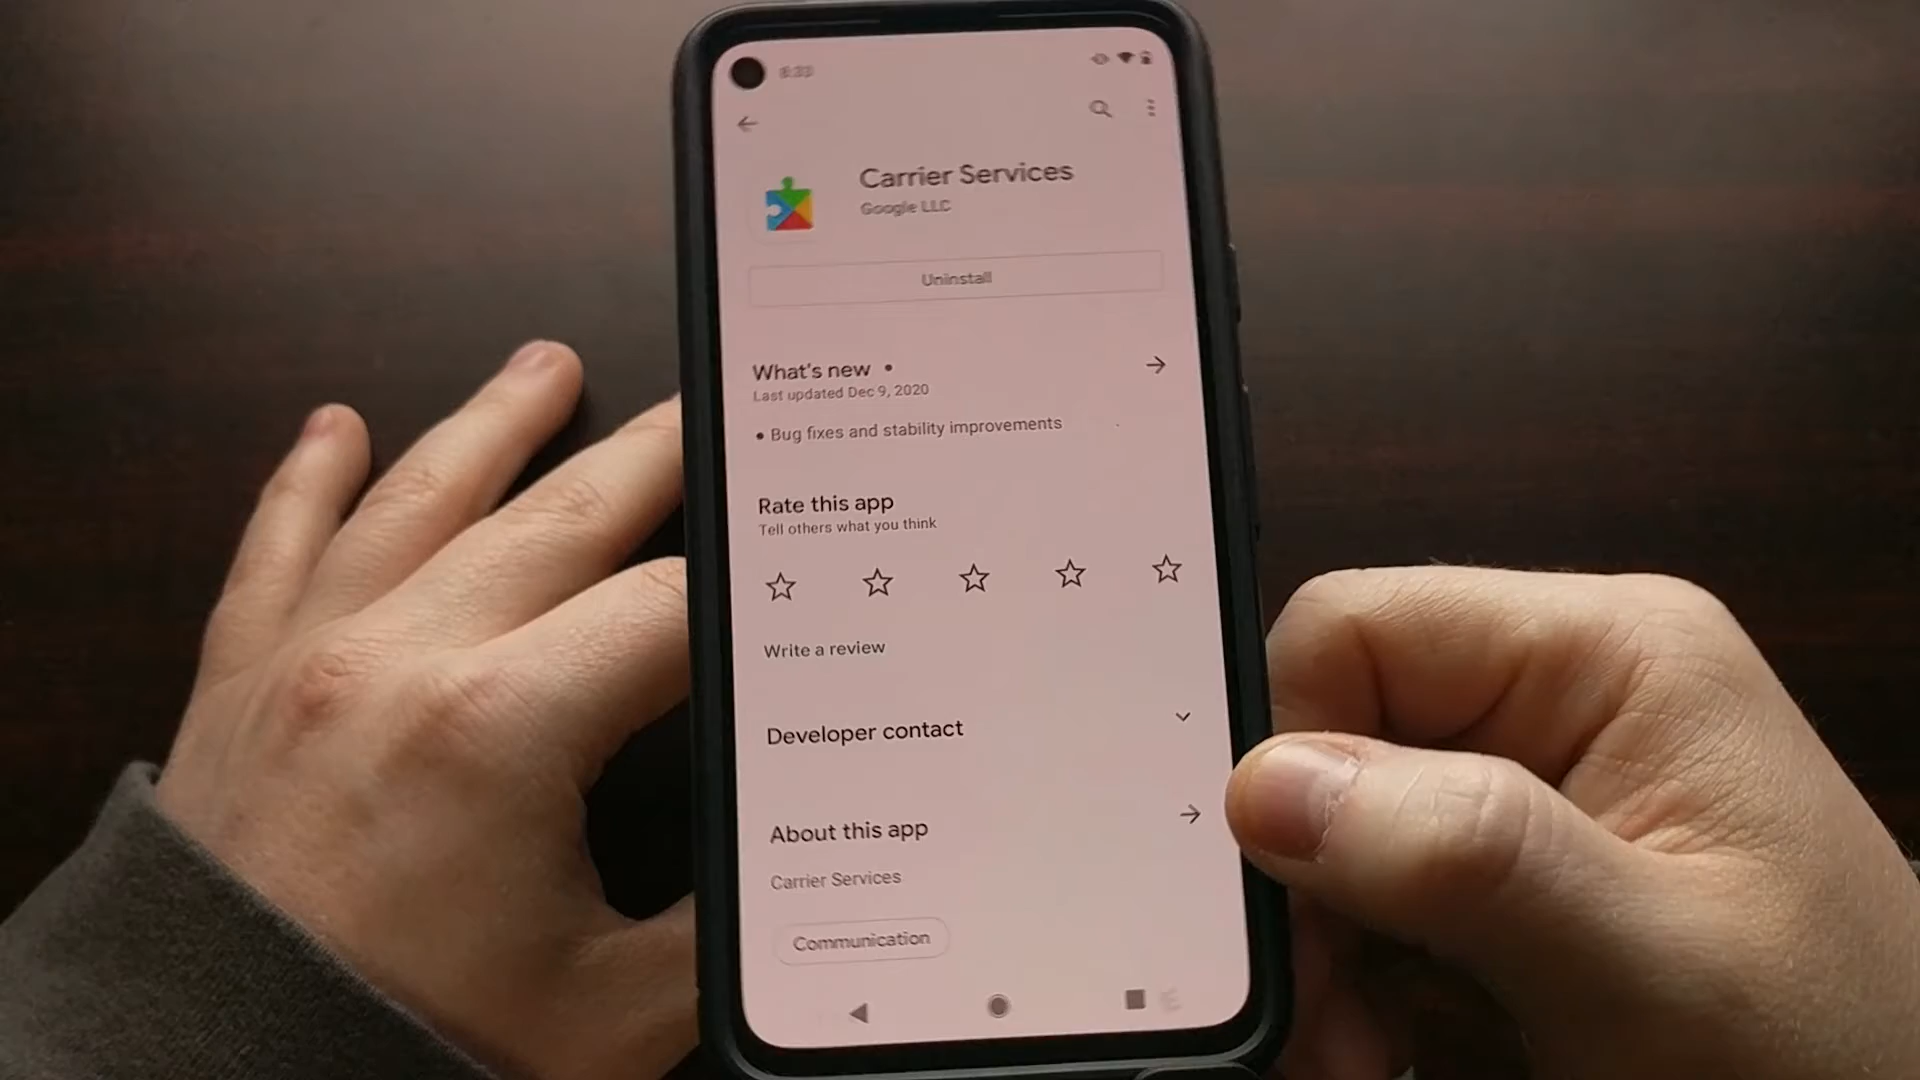 Carrier Services
Google LLC
Uninstall
What's new •
Last updated Dec 9, 2020
• Bug fixes and stability improvements
Rate this app
Tell others what you think
Write a review
Developer contact
About this app
Carrier Services
Communication